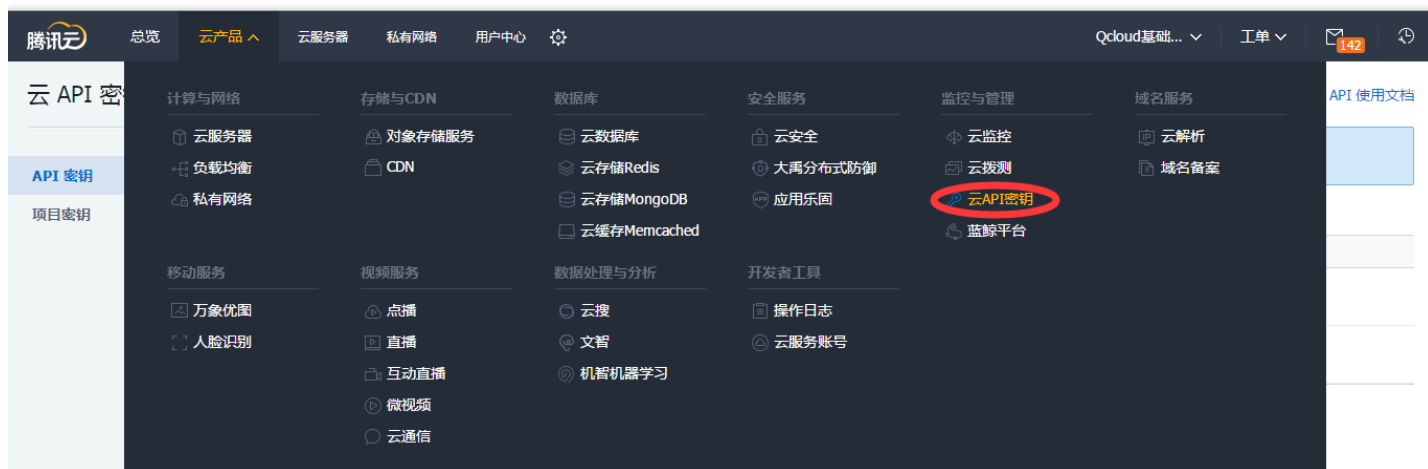 腾讯云 总览 云产品 云服务器 私有网络 用户中心 Qcloud基础... 工单 142
云 API 密
API 使用文档
API 密钥
项目密钥
计算与网络
云服务器
负载均衡
私有网络
存储与CDN
对象存储服务
CDN
数据库
云数据库
云存储Redis
云存储MongoDB
云缓存Memcached
安全服务
云安全
大禹分布式防御
应用乐固
监控与管理
云监控
云拨测
云API密钥
蓝鲸平台
域名服务
云解析
域名备案
移动服务
万象优图
人脸识别
视频服务
点播
直播
互动直播
微视频
云通信
数据处理与分析
云搜
文智
机智机器学习
开发者工具
操作日志
云服务账号